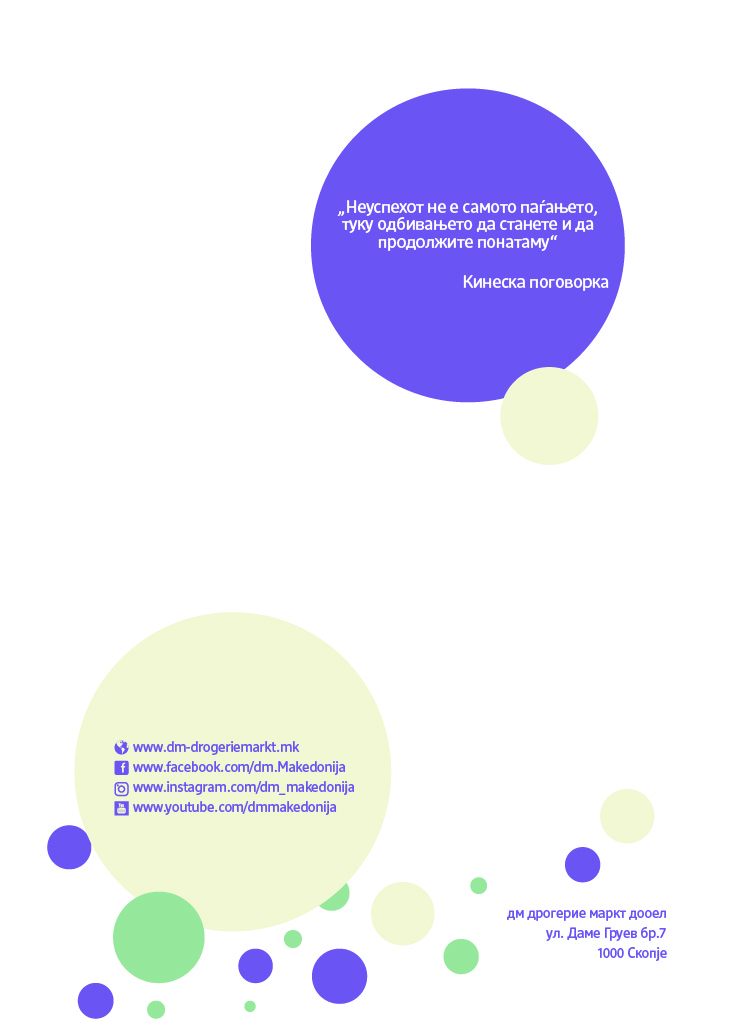 „Неуспехот не е самото паѓањето,
туку одбивањето да станете и да
продолжите понатаму“
Кинеска поговорка
www.dm-drogeriemarkt.mk
www.facebook.com/dm.Makedonija
www.instagram.com/dm_makedonija
www.youtube.com/dmmakedonija
дм дрогерие маркт дооел
ул. Даме Груев бр.7
1000 Скопје